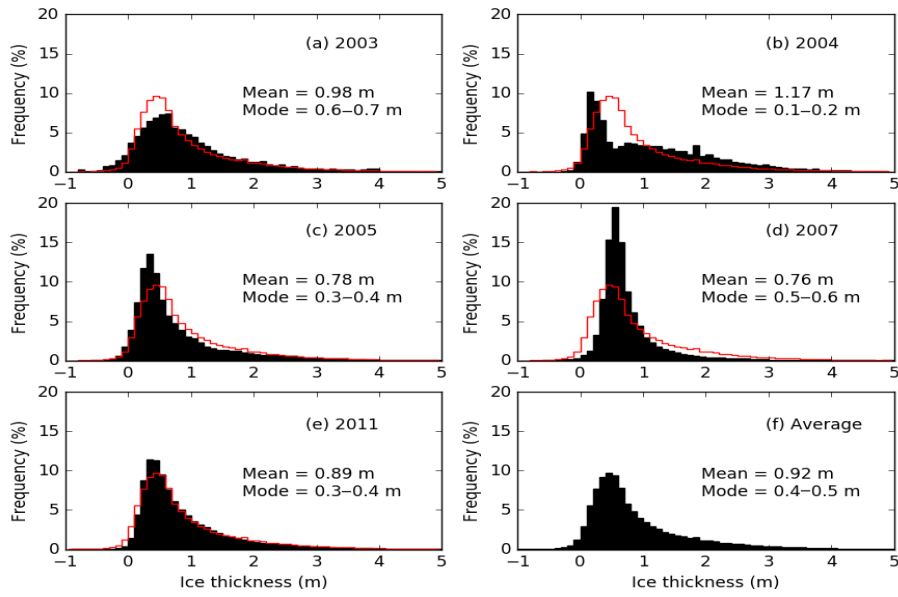 20
15
10
5
0
Frequency (%)
(a) 2003
Mean = 0.98 m
Mode = 0.6–0.7 m
−1 0 1 2 3 4 5
20
15
10
5
0
Frequency (%)
(b) 2004
Mean = 1.17 m
Mode = 0.1–0.2 m
−1 0 1 2 3 4 5
20
15
10
5
0
Frequency (%)
(c) 2005
Mean = 0.78 m
Mode = 0.3–0.4 m
−1 0 1 2 3 4 5
20
15
10
5
0
Frequency (%)
(d) 2007
Mean = 0.76 m
Mode = 0.5–0.6 m
−1 0 1 2 3 4 5
20
15
10
5
0
Frequency (%)
(e) 2011
Mean = 0.89 m
Mode = 0.3–0.4 m
−1 0 1 2 3 4 5
Ice thickness (m)
20
15
10
5
0
Frequency (%)
(f) Average
Mean = 0.92 m
Mode = 0.4–0.5 m
−1 0 1 2 3 4 5
Ice thickness (m)